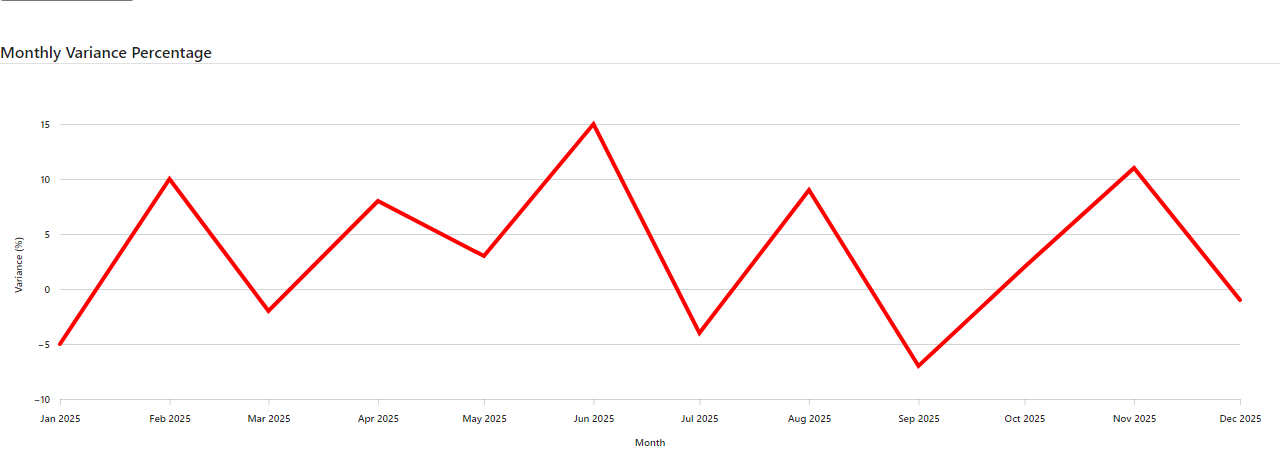 Monthly Variance Percentage
15
10
5
Variance (%)
0
−5
−10
Jan 2025 Feb 2025 Mar 2025 Apr 2025 May 2025 Jun 2025 Jul 2025 Aug 2025 Sep 2025 Oct 2025 Nov 2025 Dec 2025
Month